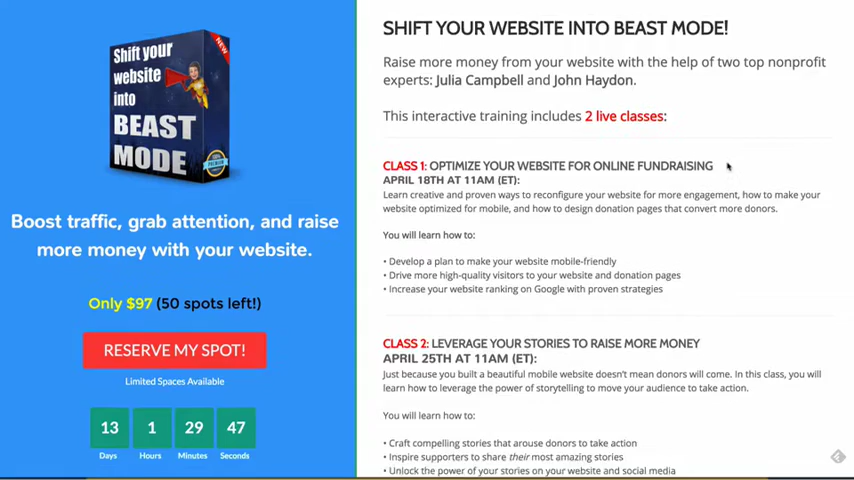 Shift your
website
into
BEAST
MODE
NEW
Boost traffic, grab attention, and raise
more money with your website.
Only $97 (50 spots left!)
RESERVE MY SPOT!
Limited Spaces Available
13 1 29 47
Days Hours Minutes Seconds
SHIFT YOUR WEBSITE INTO BEAST MODE!
Raise more money from your website with the help of two top nonprofit
experts: Julia Campbell and John Haydon.
This interactive training includes 2 live classes:
CLASS 1: OPTIMIZE YOUR WEBSITE FOR ONLINE FUNDRAISING
APRIL 18TH AT 11AM (ET):
Learn creative and proven ways to reconfigure your website for more engagement, how to make your
website optimized for mobile, and how to design donation pages that convert more donors.
You will learn how to:
• Develop a plan to make your website mobile-friendly
• Drive more high-quality visitors to your website and donation pages
• Increase your website ranking on Google with proven strategies
CLASS 2: LEVERAGE YOUR STORIES TO RAISE MORE MONEY
APRIL 25TH AT 11AM (ET):
Just because you built a beautiful mobile website doesn't mean donors will come. In this class, you will
learn how to leverage the power of storytelling to move your audience to take action.
You will learn how to:
• Craft compelling stories that arouse donors to take action
• Inspire supporters to share their most amazing stories
• Unlock the power of your stories on your website and social media